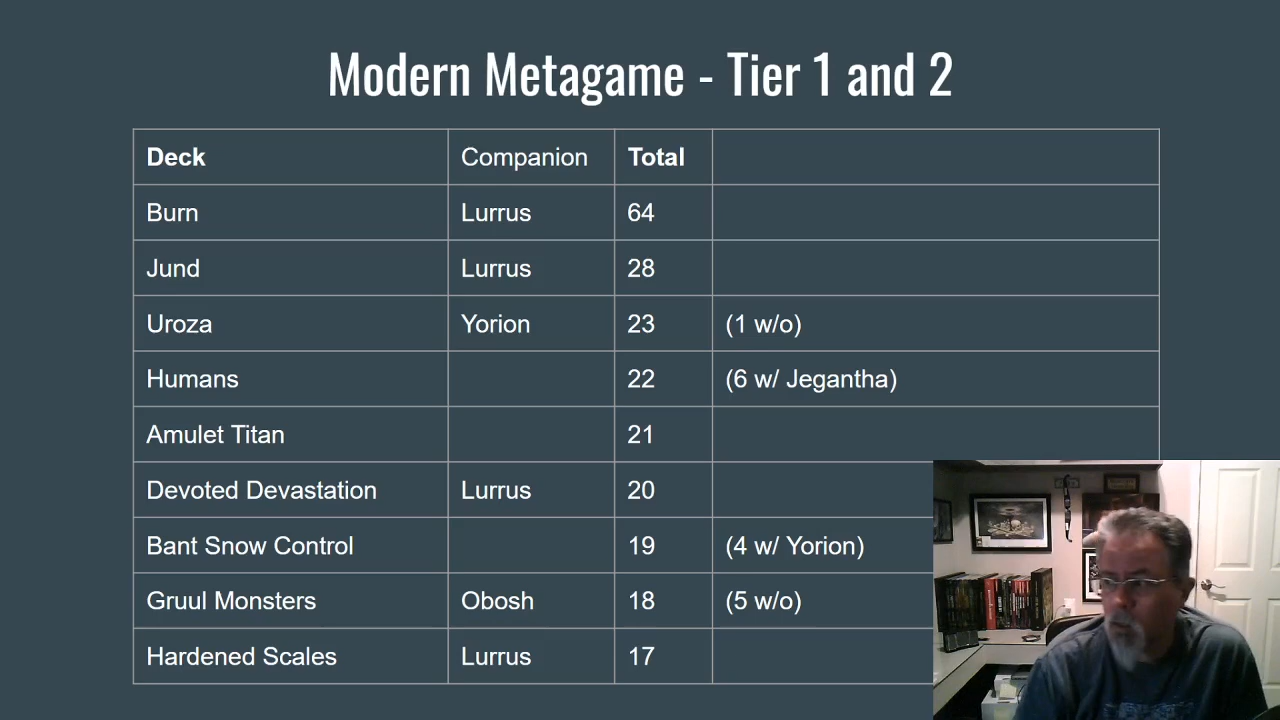 Modern Metagame - Tier 1 and 2
Deck Companion Total
Burn Lurrus 64
Jund Lurrus 28
Uroza Yorion 23 (1 w/o)
Humans 22 (6 w/ Jegantha)
Amulet Titan 21
Devoted Devastation Lurrus 20
Bant Snow Control 19 (4 w/ Yorion)
Gruul Monsters Obosh 18 (5 w/o)
Hardened Scales Lurrus 17